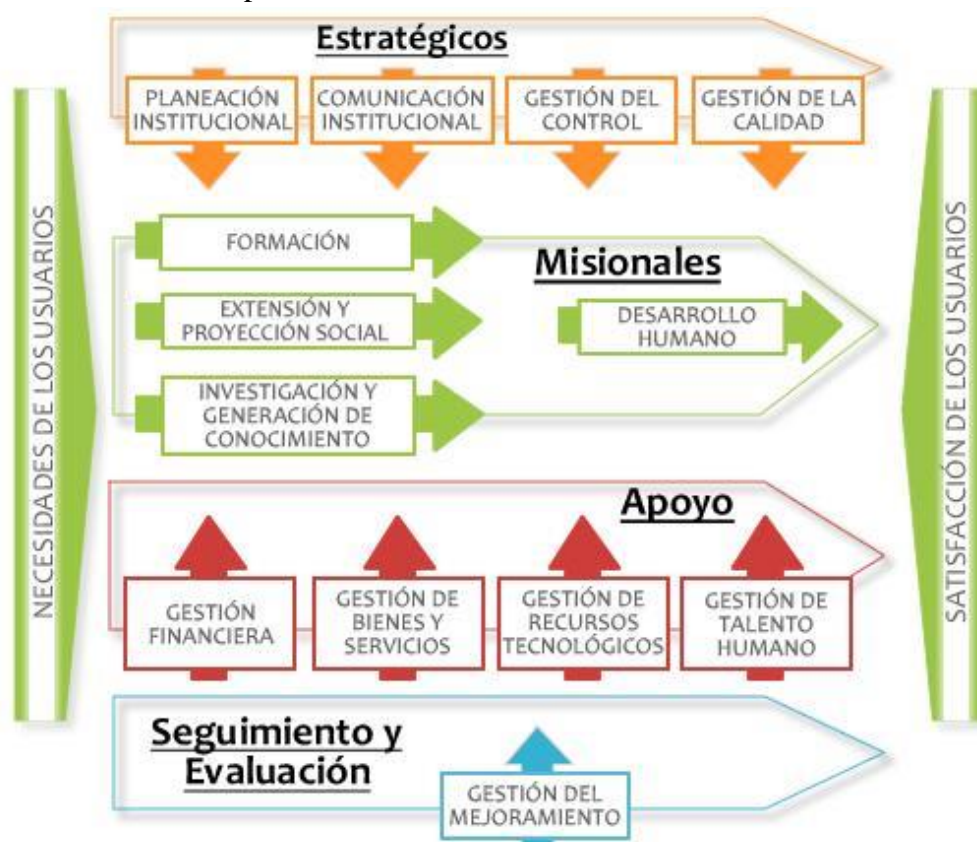 Estratégicos
PLANEACIÓN
INSTITUCIONAL
COMUNICACIÓN
INSTITUCIONAL
GESTIÓN DEL
CONTROL
GESTIÓN DE LA
CALIDAD
NECESIDADES DE LOS USUARIOS
FORMACIÓN
EXTENSIÓN Y
PROYECCIÓN SOCIAL
INVESTIGACIÓN Y
GENERACIÓN DE
CONOCIMIENTO
Misionales
DESARROLLO
HUMANO
SATISFACCIÓN DE LOS USUARIOS
Apoyo
GESTIÓN
FINANCIERA
GESTIÓN DE
BIENES Y
SERVICIOS
GESTIÓN DE
RECURSOS
TECNOLÓGICOS
GESTIÓN DE
TALENTO
HUMANO
Seguimiento y
Evaluación
GESTIÓN DEL
MEJORAMIENTO